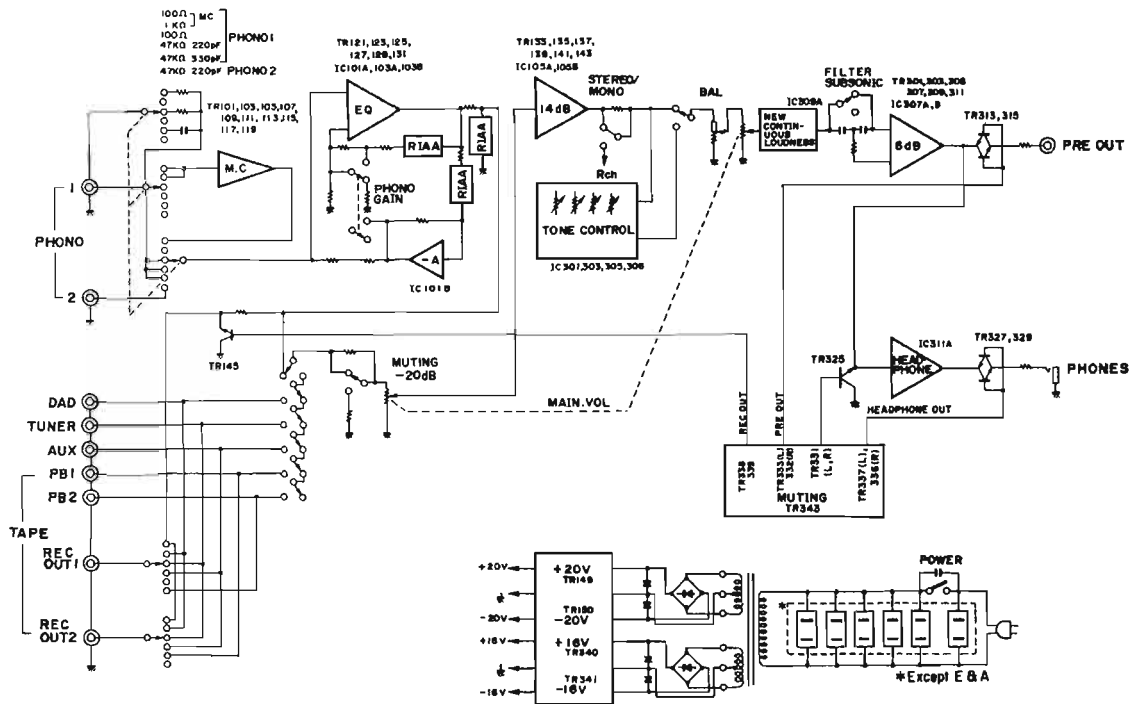 100Ω
1KΩ
MC
100Ω
47KΩ 220pF
47KΩ 330pF
PHONO1
47KΩ 220pF PHONO2
TR101,103,105,107,
109,111,113,115,
117,119
M.C
TR121,123,125,
127,129,131
IC101A,103A,103B
EQ
RIAA
RIAA
RIAA
PHONO
GAIN
-A
IC101B
TR133,135,137,
139,141,143
IC105A,105B
14dB
STEREO/
MONO
Rch
TONE CONTROL
IC301,303,305,306
BAL
IC309A
NEW
CONTIN-
UOUS
LOUDNESS
FILTER
SUBSONIC
TR301,303,305
307,309,311
IC307A,B
6dB
TR313,315
PRE OUT
1
PHONO
2
TR145
MUTING
-20dB
MAIN.VOL
DAD
TUNER
AUX
PB1
PB2
TAPE
REC
OUT1
REC
OUT2
TR325
IC311A
HEAD-
PHONE
TR327,329
PHONES
HEADPHONE OUT
REC OUT
PRE OUT
TR338
339
TR333(L)
332(R)
TR331
(L,R)
TR337(L),
336(R)
MUTING
TR343
+20V
-20V
+16V
-16V
+20V
TR149
TR150
-20V
+16V
TR340
TR341
-16V
POWER
*
*Except E & A